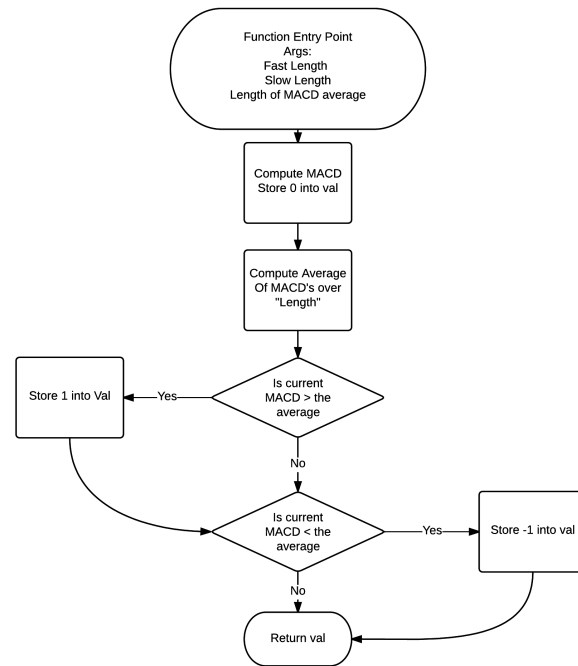 Function Entry Point
Args:
Fast Length
Slow Length
Length of MACD average
Compute MACD
Store 0 into val
Compute Average
Of MACD's over
"Length"
Is current
MACD > the
average
Yes
Store 1 into Val
No
Is current
MACD < the
average
Yes
Store -1 into val
No
Return val